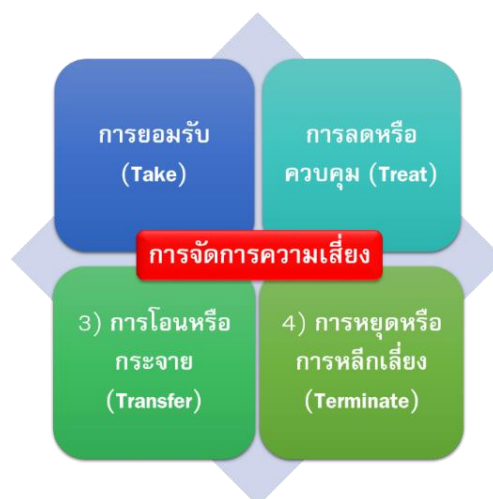 การยอมรับ
(Take)
การลดหรือ
ควบคุม (Treat)
การจัดการความเสี่ยง
3) การโอนหรือ
กระจาย
(Transfer)
4) การหยุดหรือ
การหลีกเลี่ยง
(Terminate)